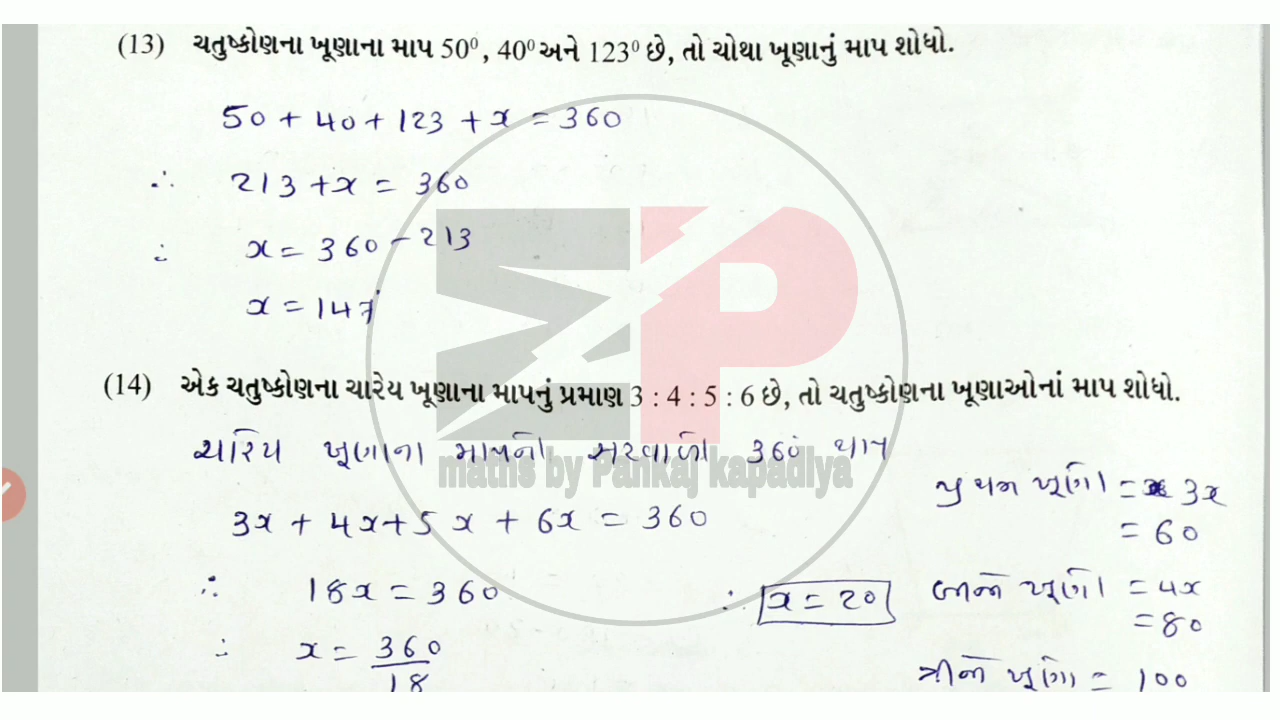 (13) ચતુષ્કોણના ખૂણાના માપ 50⁰, 40⁰ અને 123⁰ છે, તો ચોથા ખૂણાનું માપ શોધો.
50 + 40 + 123 + x = 360
∴ 213 + x = 360
∴ x = 360 - 213
x = 147°
(14) એક ચતુષ્કોણના ચારેય ખૂણાના માપનું પ્રમાણ 3 : 4 : 5 : 6 છે, તો ચતુષ્કોણના ખૂણાઓનાં માપ શોધો.
ચારેય ખૂણાના માપનો સરવાળો 360° થાય
maths by Pankaj kapadiya
3x + 4x + 5x + 6x = 360
∴ 18x = 360
∴ x = 360
18
∴ x = 20
પ્રથમ ખૂણો = 3x
= 60
બીજો ખૂણો = 4x
= 80
ત્રીજો ખૂણો = 100